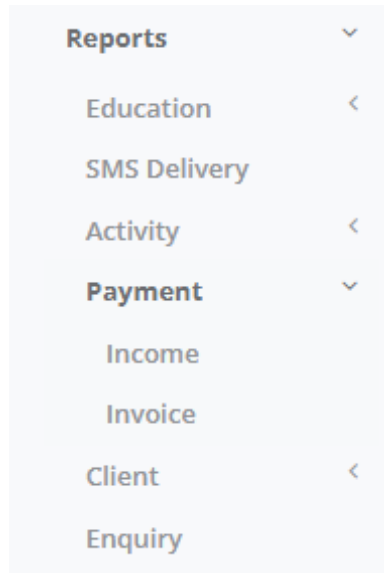 Reports
Education
SMS Delivery
Activity
Payment
Income
Invoice
Client
Enquiry